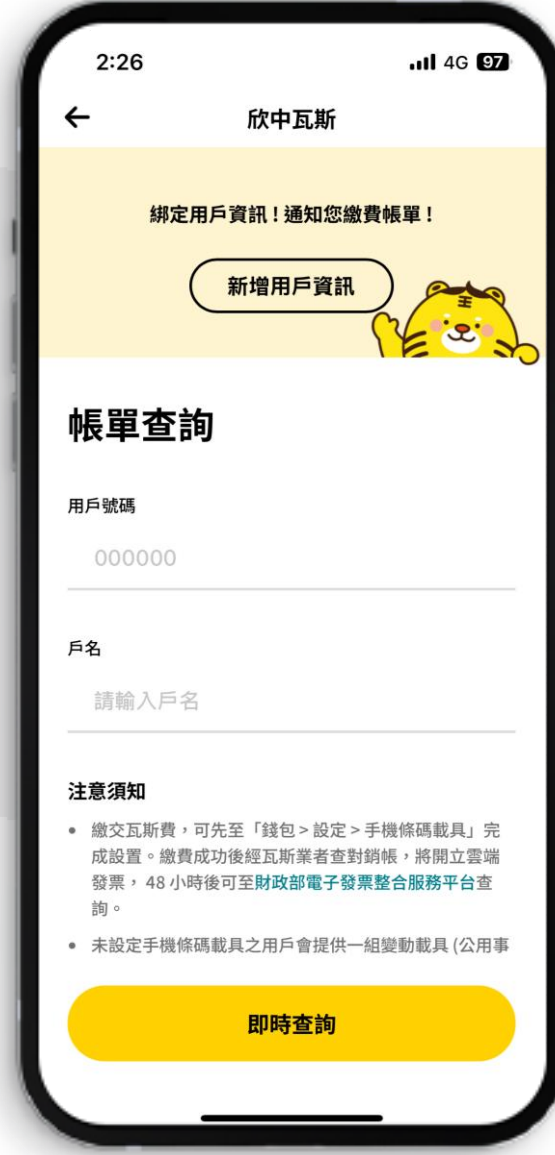 2:26
4G 97
欣中瓦斯
綁定用戶資訊！通知您繳費帳單！
新增用戶資訊
王
帳單查詢
用戶號碼
000000
戶名
請輸入戶名
注意須知
• 繳交瓦斯費，可先至「錢包 > 設定 > 手機條碼載具」完
成設置。繳費成功後經瓦斯業者查對銷帳，將開立雲端
發票， 48 小時後可至財政部電子發票整合服務平台查
詢。
• 未設定手機條碼載具之用戶會提供一組變動載具 (公用事
即時查詢